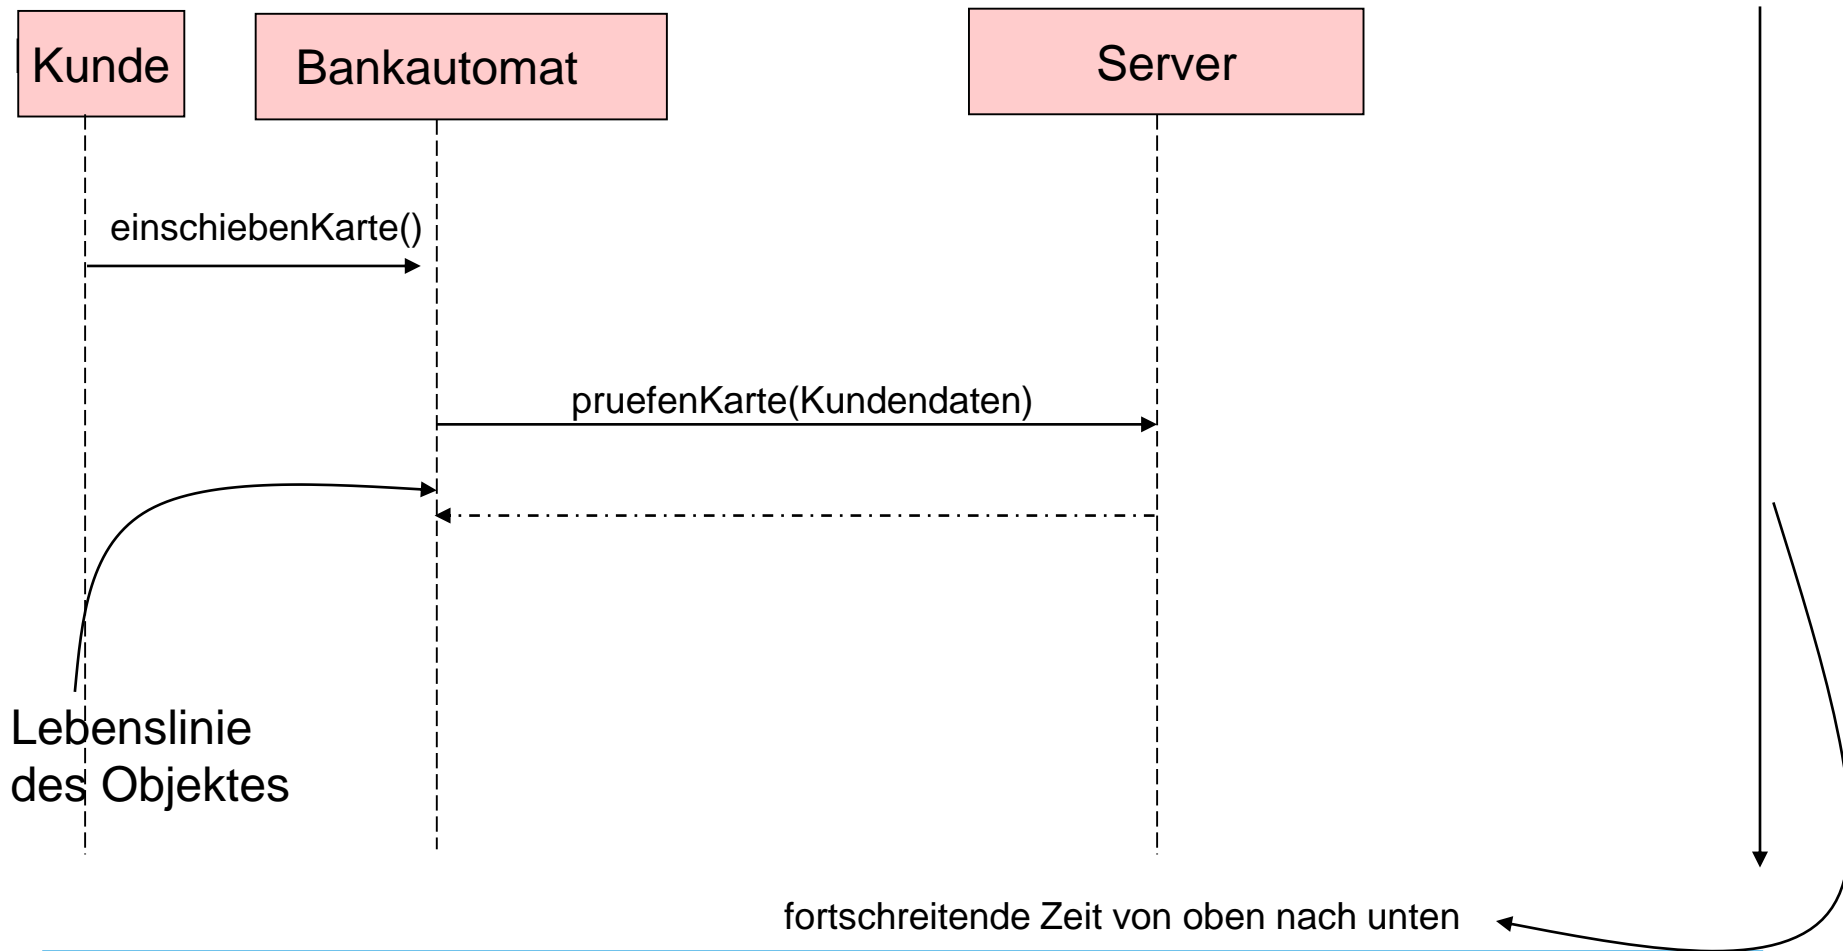 Kunde
Bankautomat
Server
einschiebenKarte()
pruefenKarte(Kundendaten)
Lebenslinie
des Objektes
fortschreitende Zeit von oben nach unten